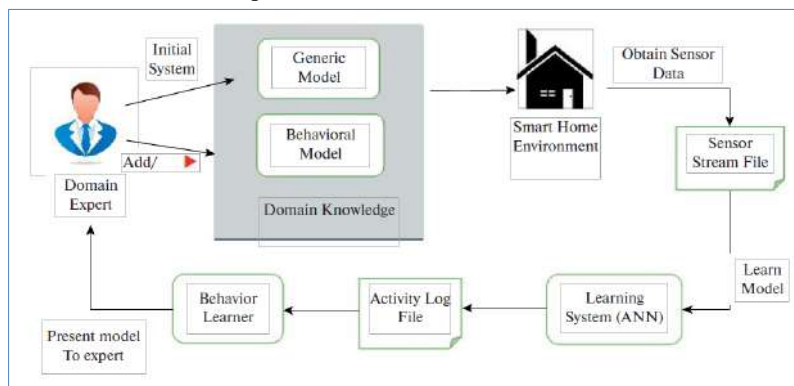 Initial
System
Generic
Model
Behavioral
Model
Add/
Domain
Expert
Domain Knowledge
Smart Home
Environment
Obtain Sensor
Data
Sensor
Stream File
Learn
Model
Learning
System (ANN)
Activity Log
File
Behavior
Learner
Present model
To expert